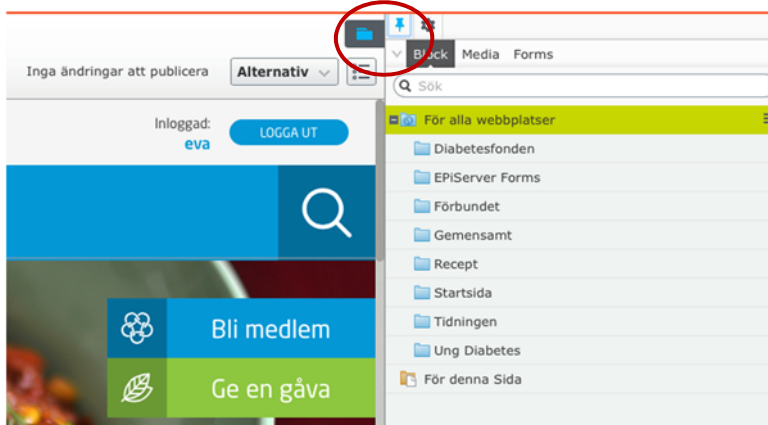 Inga ändringar att publicera
Alternativ
Inloggad:
eva
LOGGA UT
Bli medlem
Ge en gåva
Block Media Forms
Sök
För alla webbplatser
Diabetesfonden
EPiServer Forms
Förbundet
Gemensamt
Recept
Startsida
Tidningen
Ung Diabetes
För denna Sida